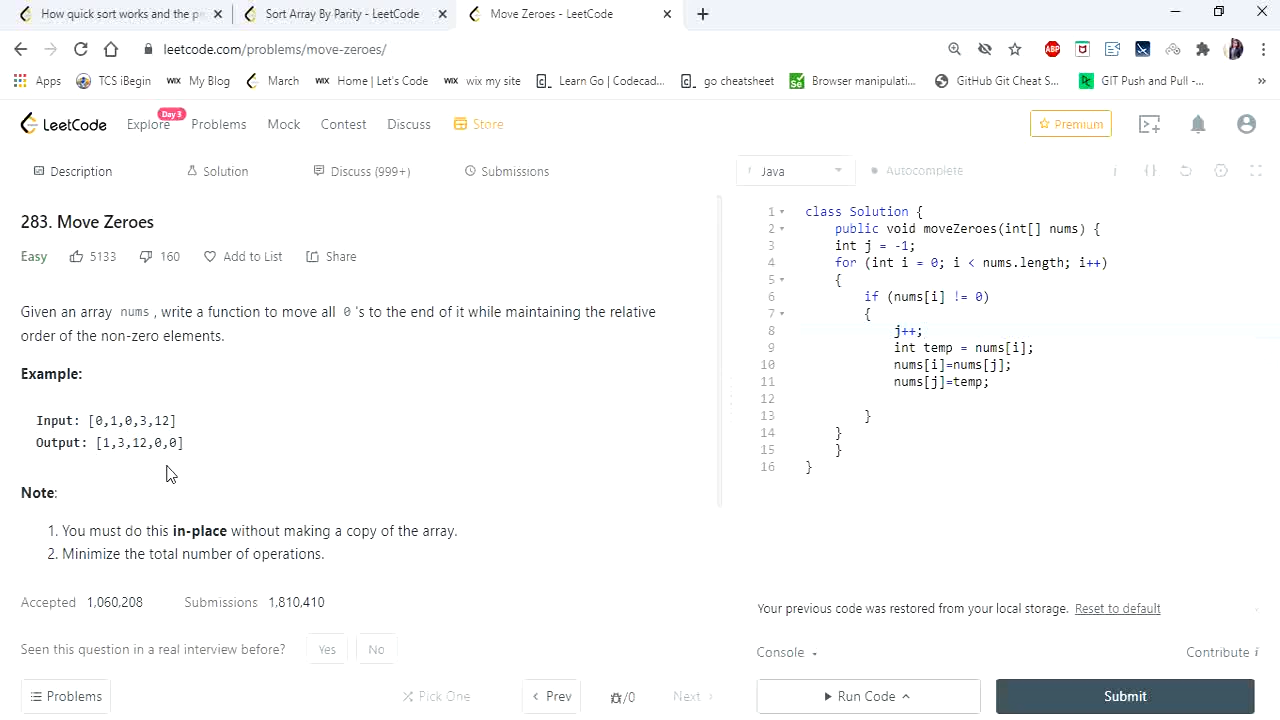 How quick sort works and the p
Sort Array By Parity - LeetCode
Move Zeroes - LeetCode
leetcode.com/problems/move-zeroes/
ABP
Apps
TCS iBegin
WiX My Blog
March
WiX Home | Let's Code
WiX wix my site
Learn Go | Codecad...
go cheatsheet
Browser manipulati...
GitHub Git Cheat S...
GIT Push and Pull -...
»
LeetCode
Explore
Day 3
Problems
Mock
Contest
Discuss
Store
Premium
Description
Solution
Discuss (999+)
Submissions
i Java
Autocomplete
i
{}
283. Move Zeroes
Easy
5133
160
Add to List
Share
Given an array nums , write a function to move all 0 's to the end of it while maintaining the relative
order of the non-zero elements.
Example:
Input: [0,1,0,3,12]
Output: [1,3,12,0,0]
Note:
1. You must do this in-place without making a copy of the array.
2. Minimize the total number of operations.
Accepted 1,060,208
Submissions 1,810,410
Seen this question in a real interview before?
Yes
No
Problems
Pick One
< Prev
/0
Next >
1 class Solution {
2 public void moveZeroes(int[] nums) {
3 int j = -1;
4 for (int i = 0; i < nums.length; i++)
5 {
6 if (nums[i] != 0)
7 {
8 j++;
9 int temp = nums[i];
10 nums[i]=nums[j];
11 nums[j]=temp;
12
13 }
14 }
15 }
16 }
Your previous code was restored from your local storage. Reset to default
Console
Contribute i
Run Code
Submit